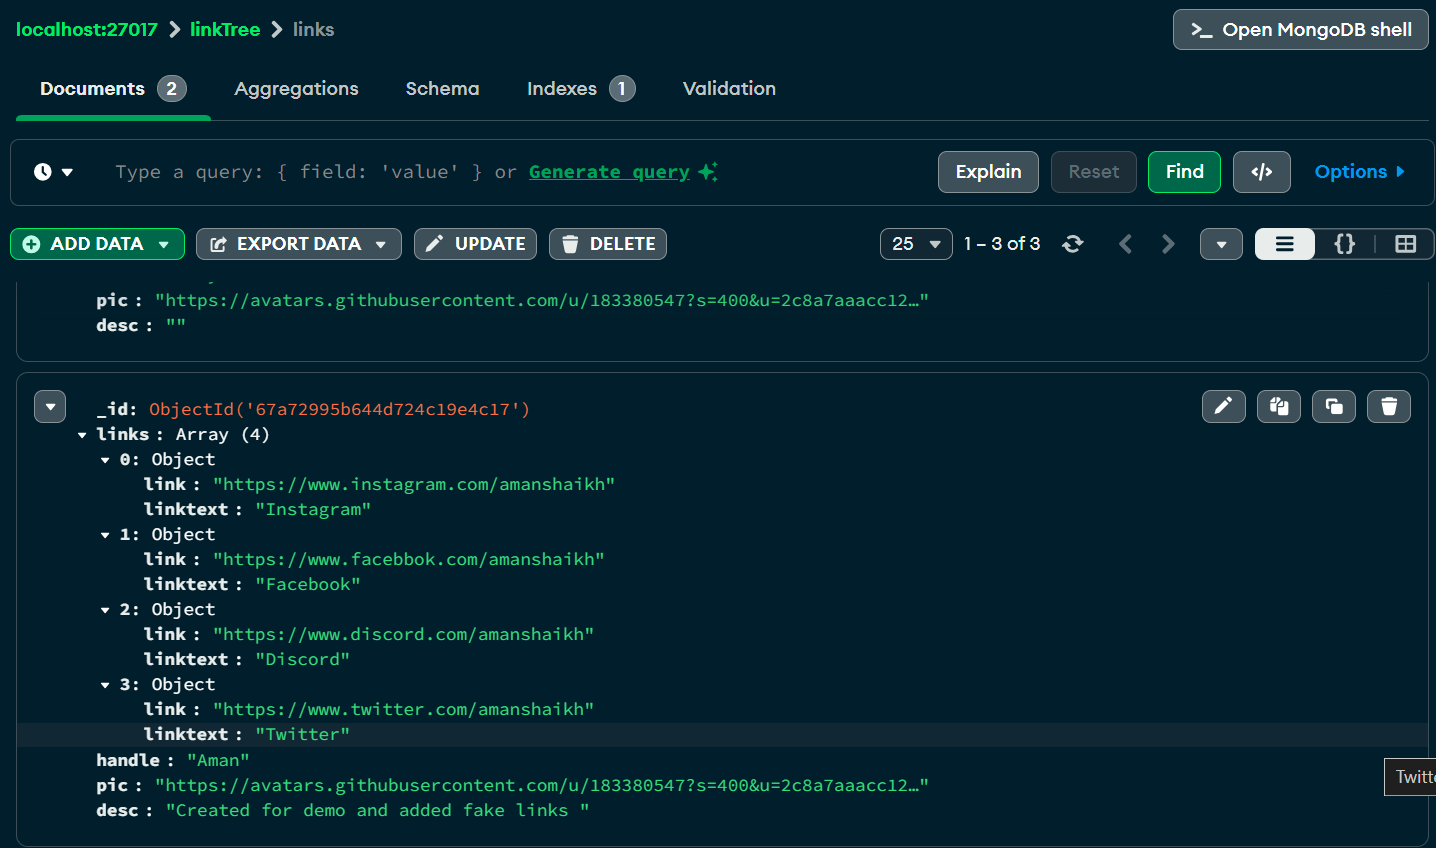 localhost:27017 > linkTree > links
>_ Open MongoDB shell
Documents 2 Aggregations Schema Indexes 1 Validation
Type a query: { field: 'value' } or Generate query
Explain Reset Find </> Options
ADD DATA EXPORT DATA UPDATE DELETE 25 1 – 3 of 3 {}
pic : "https://avatars.githubusercontent.com/u/183380547?s=400&u=2c8a7aaacc12…"
desc : ""
_id: ObjectId('67a72995b644d724c19e4c17')
links : Array (4)
0: Object
link : "https://www.instagram.com/amanshaikh"
linktext : "Instagram"
1: Object
link : "https://www.facebbok.com/amanshaikh"
linktext : "Facebook"
2: Object
link : "https://www.discord.com/amanshaikh"
linktext : "Discord"
3: Object
link : "https://www.twitter.com/amanshaikh"
linktext : "Twitter"
handle : "Aman"
pic : "https://avatars.githubusercontent.com/u/183380547?s=400&u=2c8a7aaacc12…"
Twitte
desc : "Created for demo and added fake links "